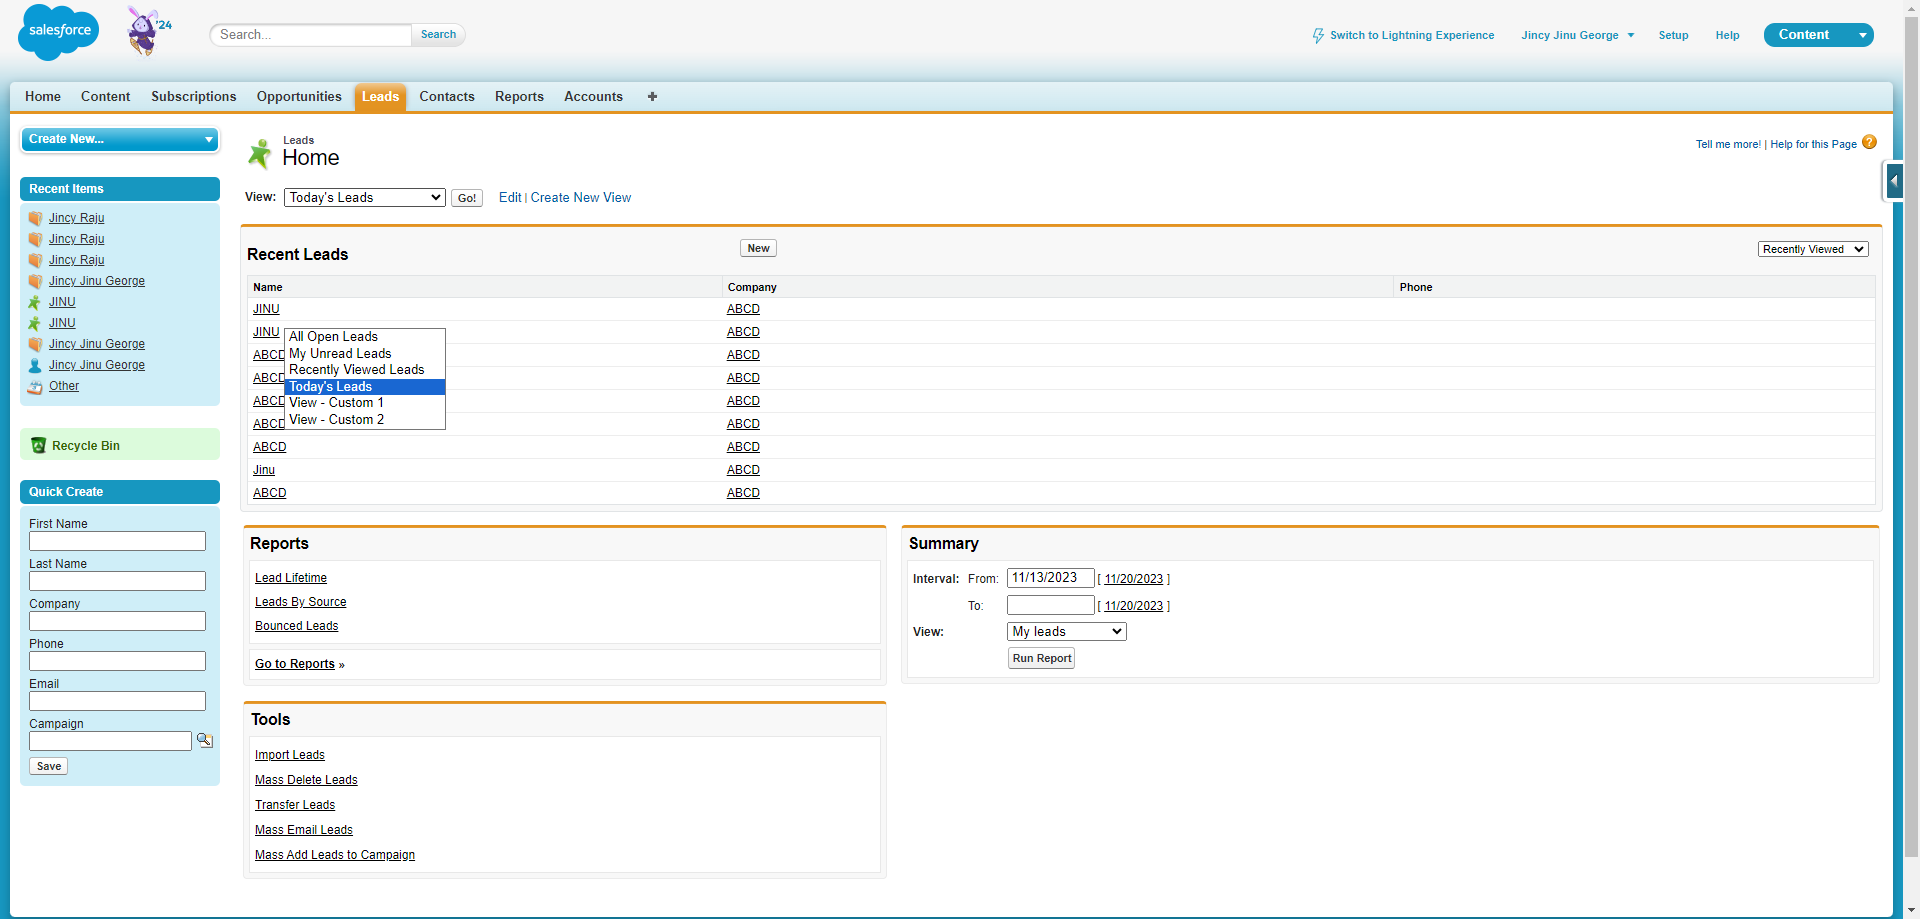 salesforce
'24
Search...
Search
Switch to Lightning Experience
Jincy Jinu George
Setup
Help
Content
Home
Content
Subscriptions
Opportunities
Leads
Contacts
Reports
Accounts
+
Create New...
Recent Items
Jincy Raju
Jincy Raju
Jincy Raju
Jincy Jinu George
JINU
JINU
Jincy Jinu George
Jincy Jinu George
Other
Recycle Bin
Quick Create
First Name
Last Name
Company
Phone
Email
Campaign
Save
Leads
Home
Tell me more! | Help for this Page ?
View: Today's Leads Go! Edit | Create New View
Recent Leads
New
Recently Viewed
Name Company Phone
JINU ABCD
JINU ABCD
ABCD ABCD
ABCD ABCD
ABCD ABCD
ABCD ABCD
ABCD ABCD
Jinu ABCD
ABCD ABCD
All Open Leads
My Unread Leads
Recently Viewed Leads
Today's Leads
View - Custom 1
View - Custom 2
Reports
Lead Lifetime
Leads By Source
Bounced Leads
Go to Reports »
Summary
Interval: From: 11/13/2023 [ 11/20/2023 ]
To: [ 11/20/2023 ]
View: My leads
Run Report
Tools
Import Leads
Mass Delete Leads
Transfer Leads
Mass Email Leads
Mass Add Leads to Campaign